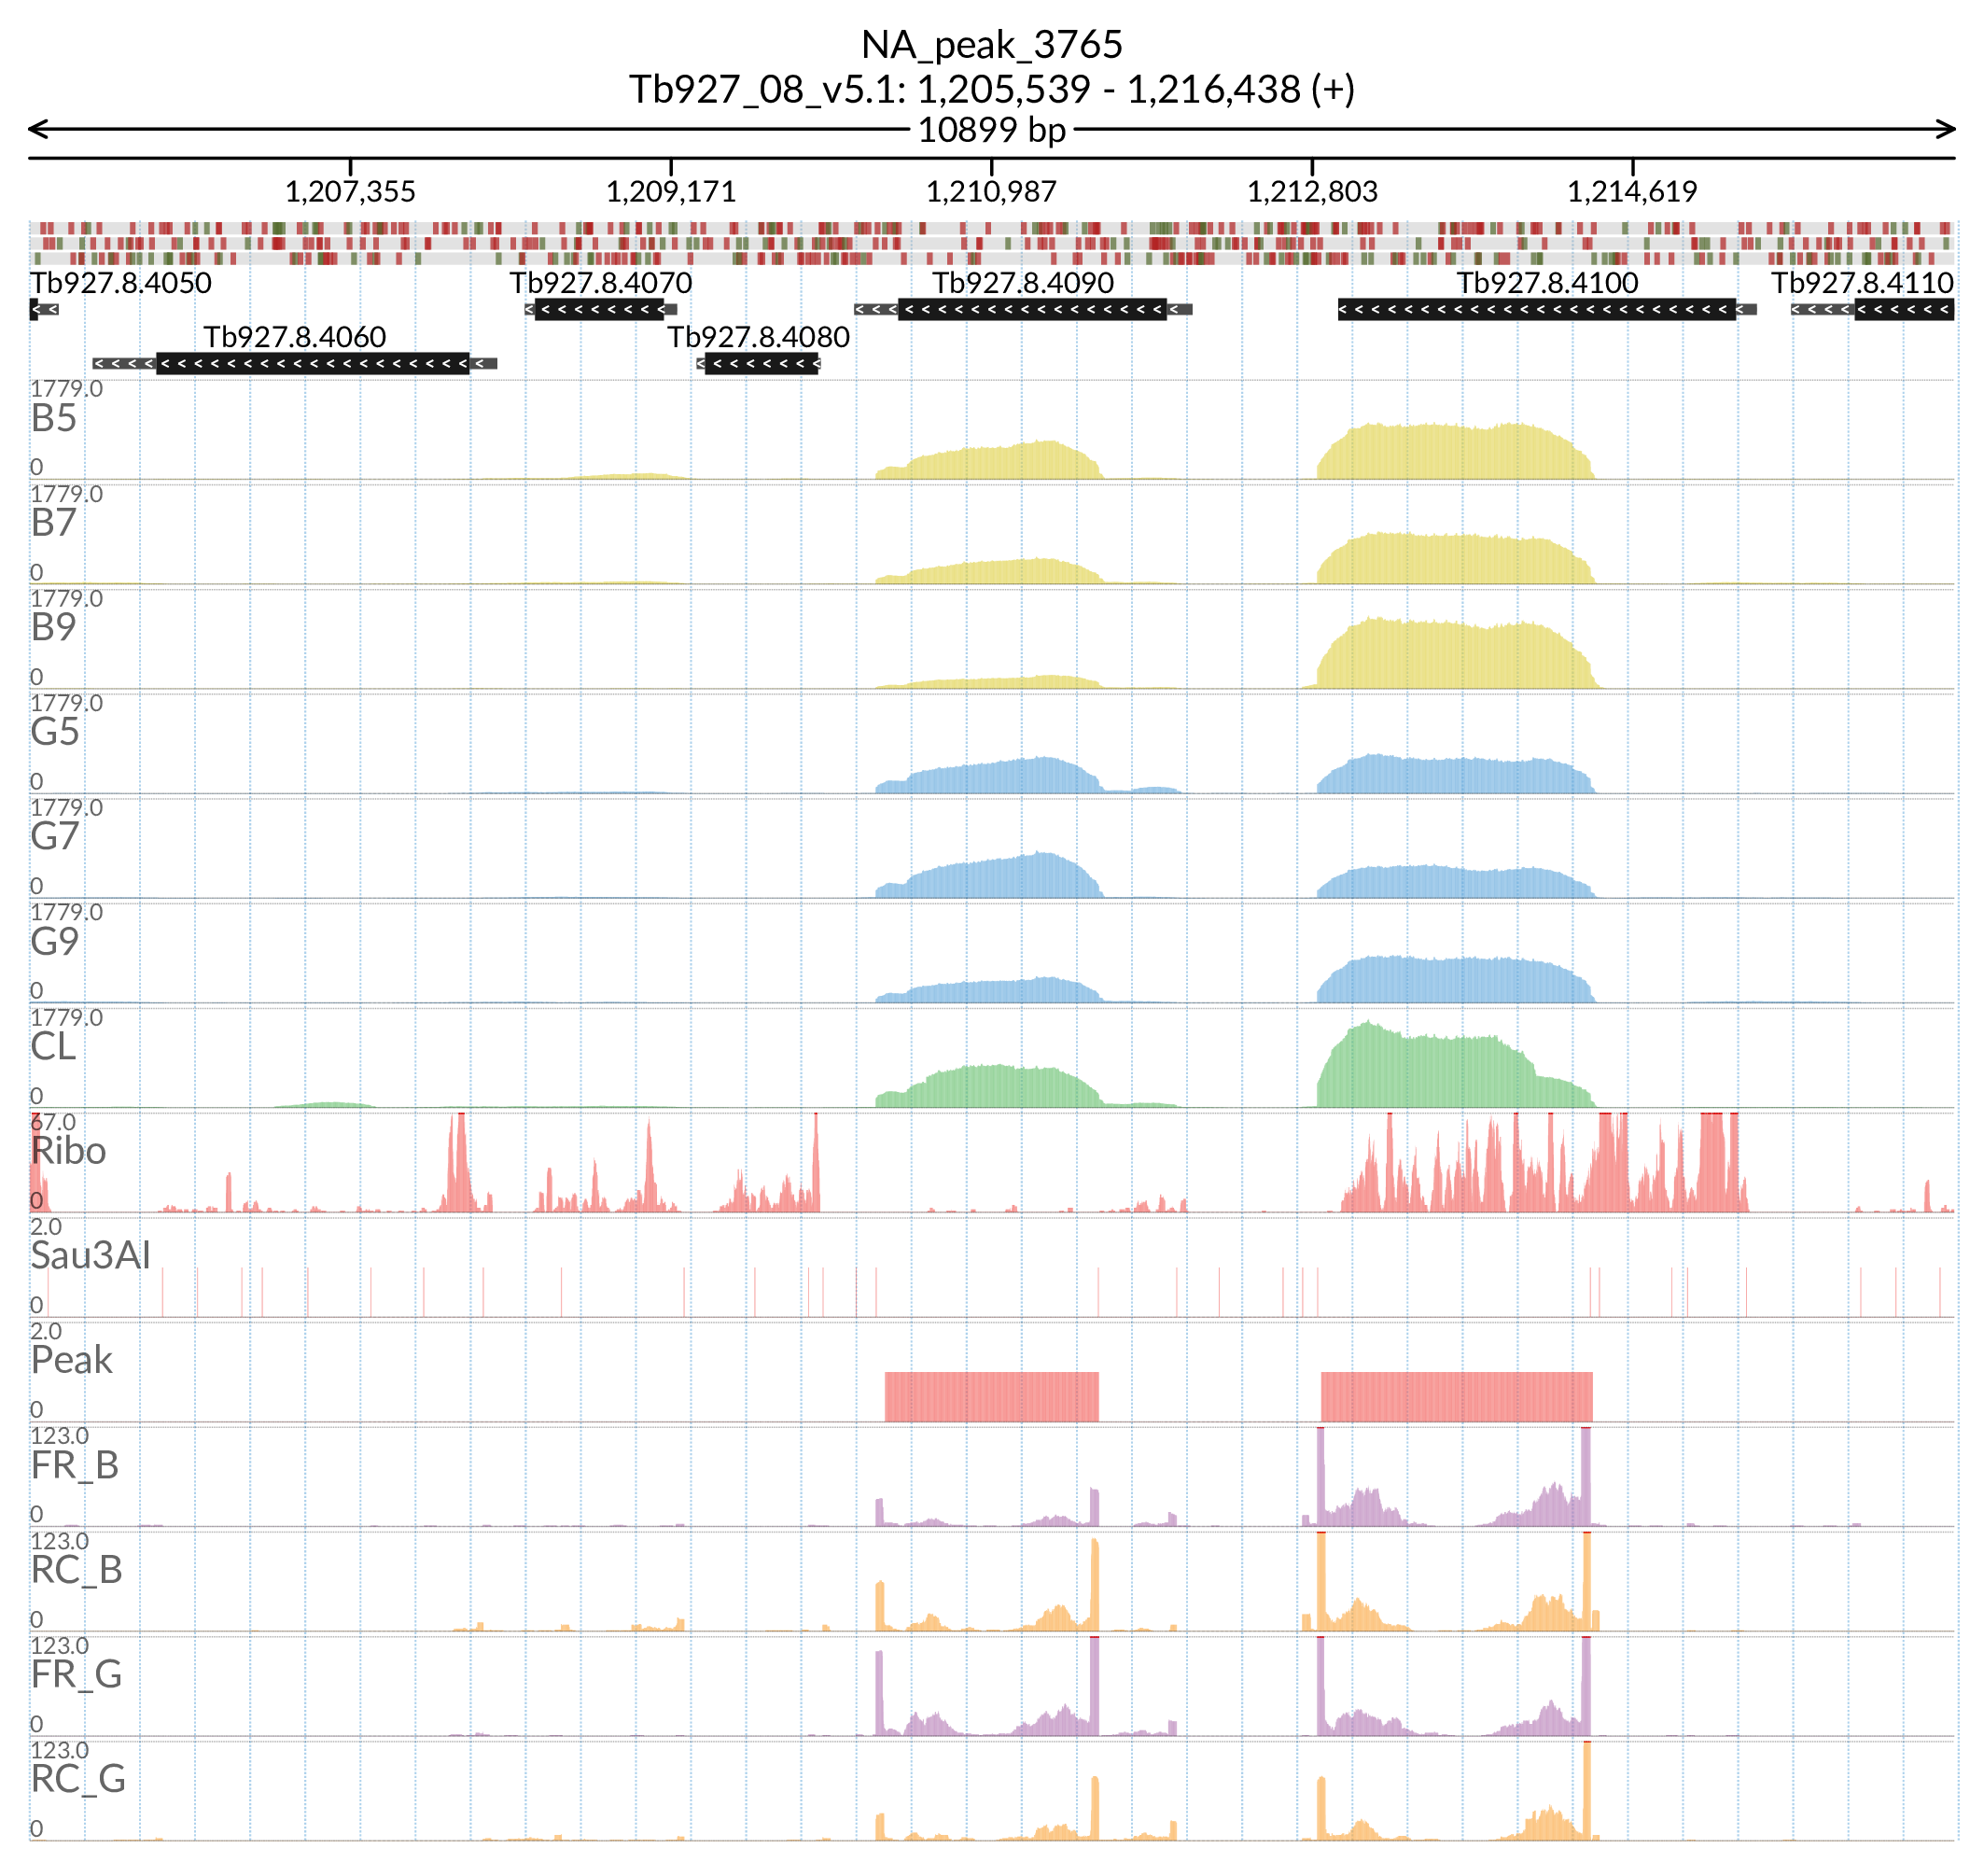 NA_peak_3765
Tb927_08_v5.1: 1,205,539 - 1,216,438 (+)
10899 bp
1,207,355 1,209,171 1,210,987 1,212,803 1,214,619
Tb927.8.4050 Tb927.8.4070 Tb927.8.4090 Tb927.8.4100 Tb927.8.4110
Tb927.8.4060 Tb927.8.4080
1779.0
B5
0
1779.0
B7
0
1779.0
B9
0
1779.0
G5
0
1779.0
G7
0
1779.0
G9
0
1779.0
CL
0
67.0
Ribo
0
2.0
Sau3AI
0
2.0
Peak
0
123.0
FR_B
0
123.0
RC_B
0
123.0
FR_G
0
123.0
RC_G
0